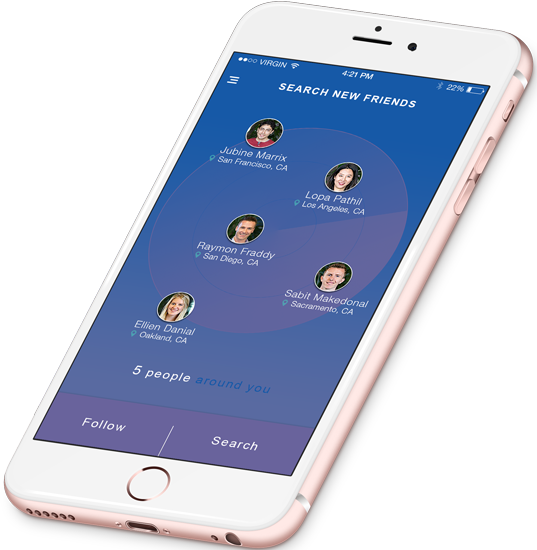 VIRGIN
4:21 PM
22%
SEARCH NEW FRIENDS
Jubine Marrix
San Francisco, CA
Lopa Pathil
Los Angeles, CA
Raymon Fraddy
San Diego, CA
Sabit Makedonal
Sacramento, CA
Ellien Danial
Oakland, CA
5 people around you
Follow
Search